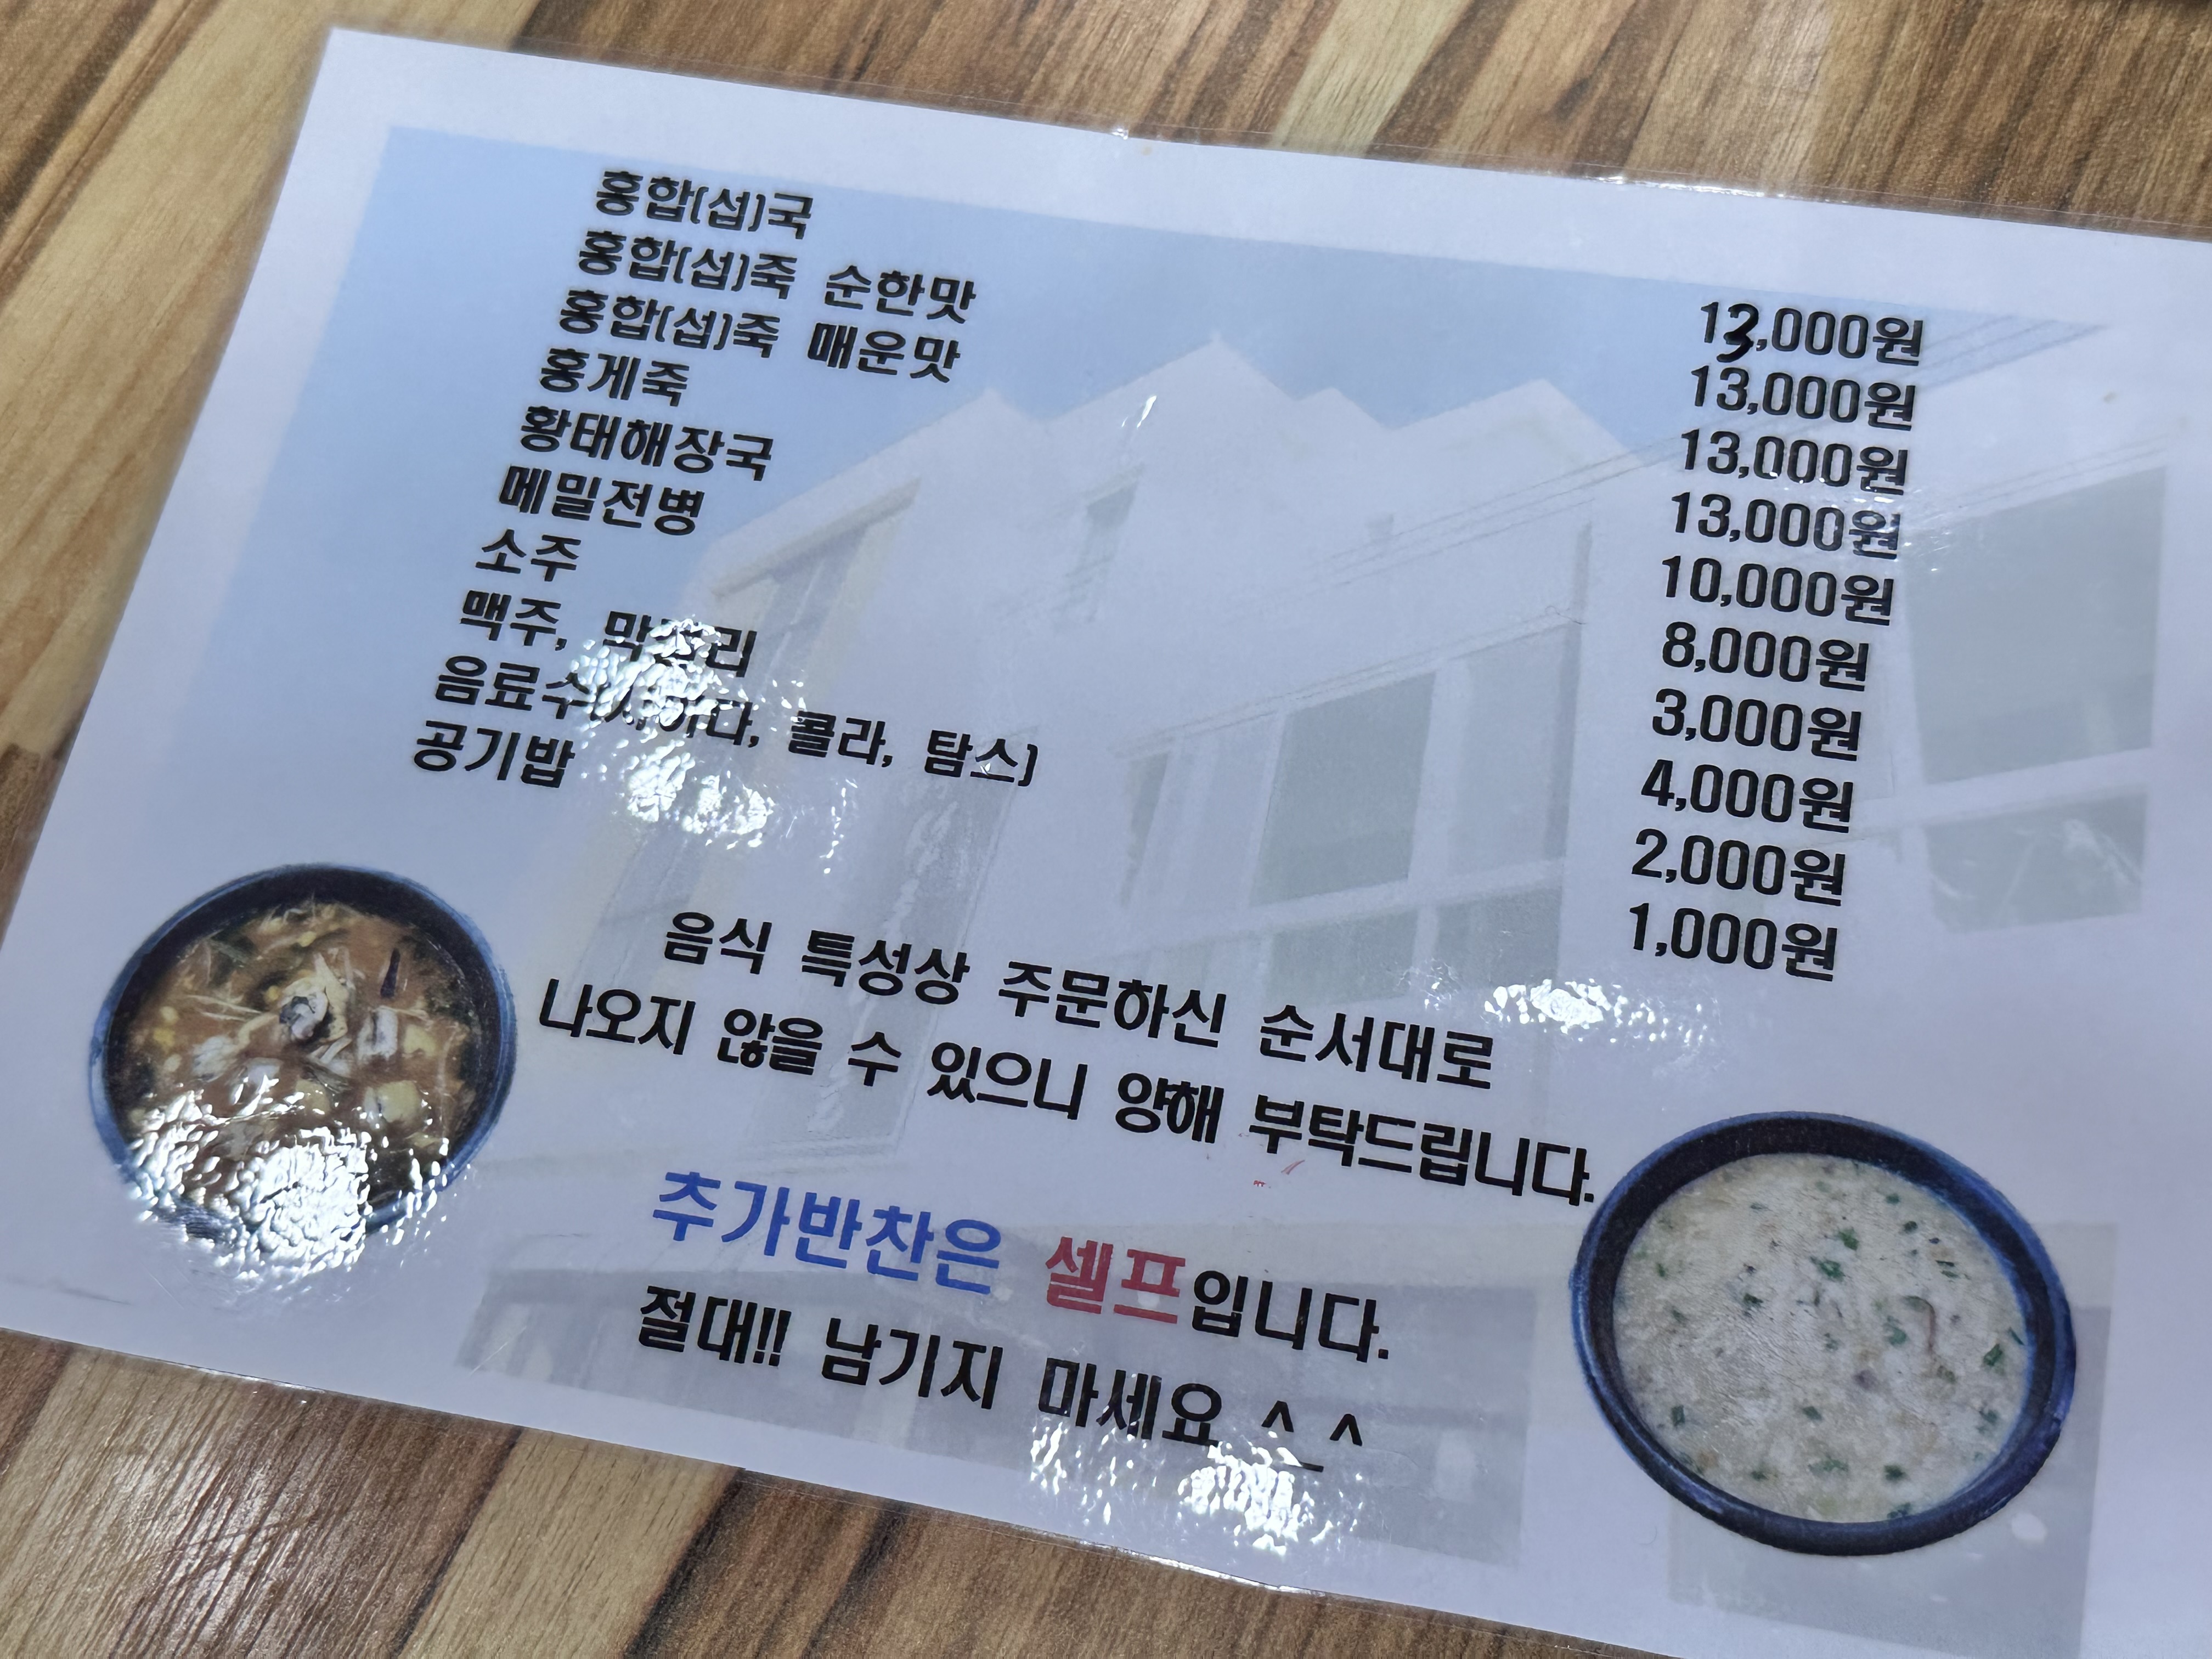 홍합(섭)국 13,000원
홍합(섭)죽 순한맛 13,000원
홍합(섭)죽 매운맛 13,000원
홍게죽 13,000원
황태해장국 10,000원
메밀전병 8,000원
소주 3,000원
맥주, 막걸리 4,000원
음료수(사이다, 콜라, 탐스) 2,000원
공기밥 1,000원
음식 특성상 주문하신 순서대로
나오지 않을 수 있으니 양해 부탁드립니다.
추가반찬은 셀프입니다.
절대!! 남기지 마세요 ^_^